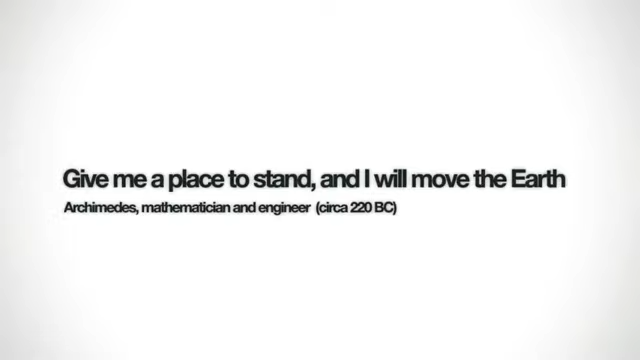 Give me a place to stand, and I will move the Earth
Archimedes, mathematician and engineer (circa 220 BC)